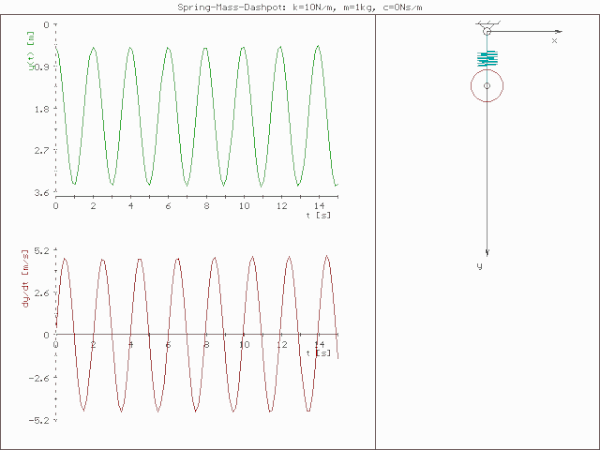 Spring-Mass-Dashpot: k=10N/m, m=1kg, c=0Ns/m
y(t) [m]
0
0.9
1.8
2.7
3.6
0 2 4 6 8 10 12 14
t [s]
x
y
dy/dt [m/s]
5.2
2.6
0
-2.6
-5.2
0 2 4 6 8 10 12 14
t [s]